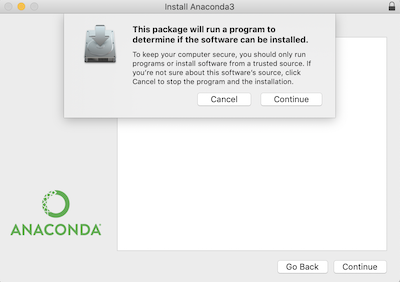 Install Anaconda3
This package will run a program to
determine if the software can be installed.
To keep your computer secure, you should only run
programs or install software from a trusted source. If
you're not sure about this software's source, click
Cancel to stop the program and the installation.
Cancel
Continue
ANACONDA
Go Back
Continue